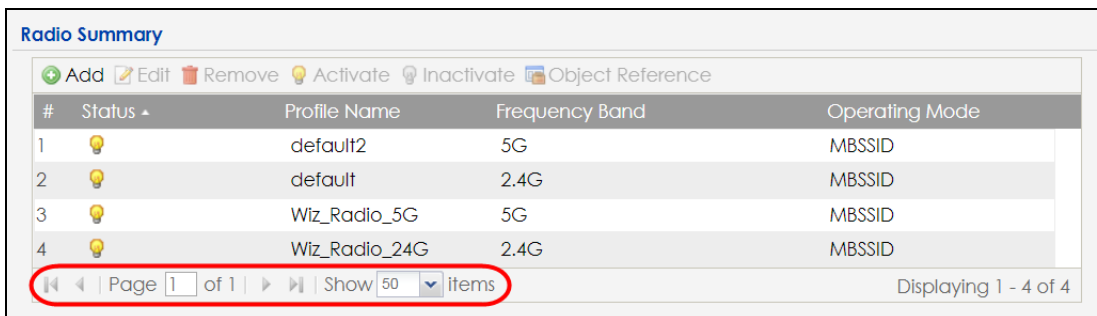 Radio Summary
Add Edit Remove Activate Inactivate Object Reference
# Status Profile Name Frequency Band Operating Mode
1 default2 5G MBSSID
2 default 2.4G MBSSID
3 Wiz_Radio_5G 5G MBSSID
4 Wiz_Radio_24G 2.4G MBSSID
Page 1 of 1 Show 50 items Displaying 1 - 4 of 4